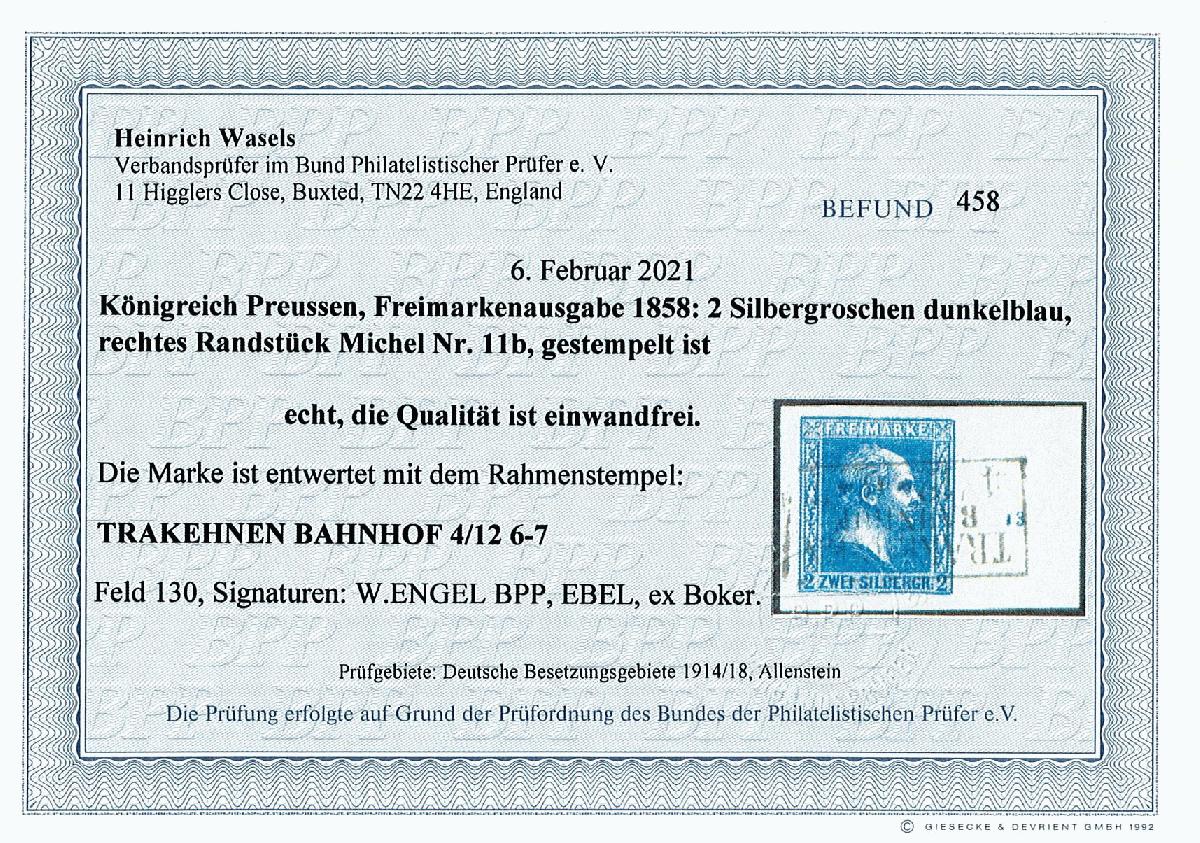 Heinrich Wasels
Verbandsprüfer im Bund Philatelistischer Prüfer e. V.
11 Higglers Close, Buxted, TN22 4HE, England
BEFUND 458
6. Februar 2021
Königreich Preussen, Freimarkenausgabe 1858: 2 Silbergroschen dunkelblau,
rechtes Randstück Michel Nr. 11b, gestempelt ist
echt, die Qualität ist einwandfrei.
Die Marke ist entwertet mit dem Rahmenstempel:
TRAKEHNEN BAHNHOF 4/12 6-7
Feld 130, Signaturen: W.ENGEL BPP, EBEL, ex Boker.
FREIMARKE
2 ZWEI SILBERGR 2
Prüfgebiete: Deutsche Besetzungsgebiete 1914/18, Allenstein
Die Prüfung erfolgte auf Grund der Prüfordnung des Bundes der Philatelistischen Prüfer e.V.
© GIESECKE & DEVRIENT GMBH 1992